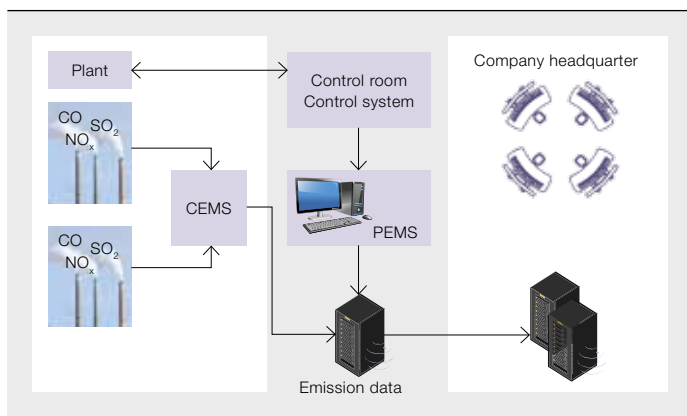 Plant
Control room
Control system
Company headquarter
CO
SO₂
NOₓ
CEMS
PEMS
CO
SO₂
NOₓ
Emission data